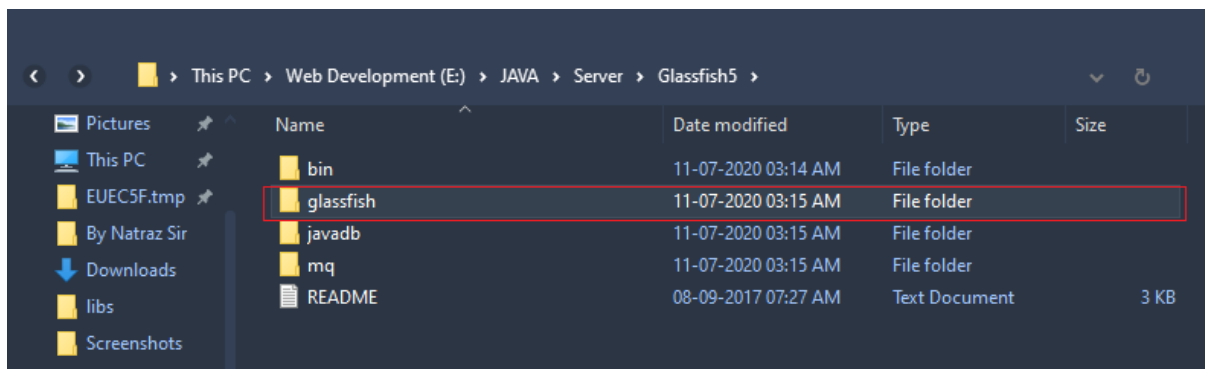 This PC > Web Development (E:) > JAVA > Server > Glassfish5 >
Pictures
This PC
EUEC5F.tmp
By Natraz Sir
Downloads
libs
Screenshots
Name Date modified Type Size
bin 11-07-2020 03:14 AM File folder
glassfish 11-07-2020 03:15 AM File folder
javadb 11-07-2020 03:15 AM File folder
mq 11-07-2020 03:15 AM File folder
README 08-09-2017 07:27 AM Text Document 3 KB